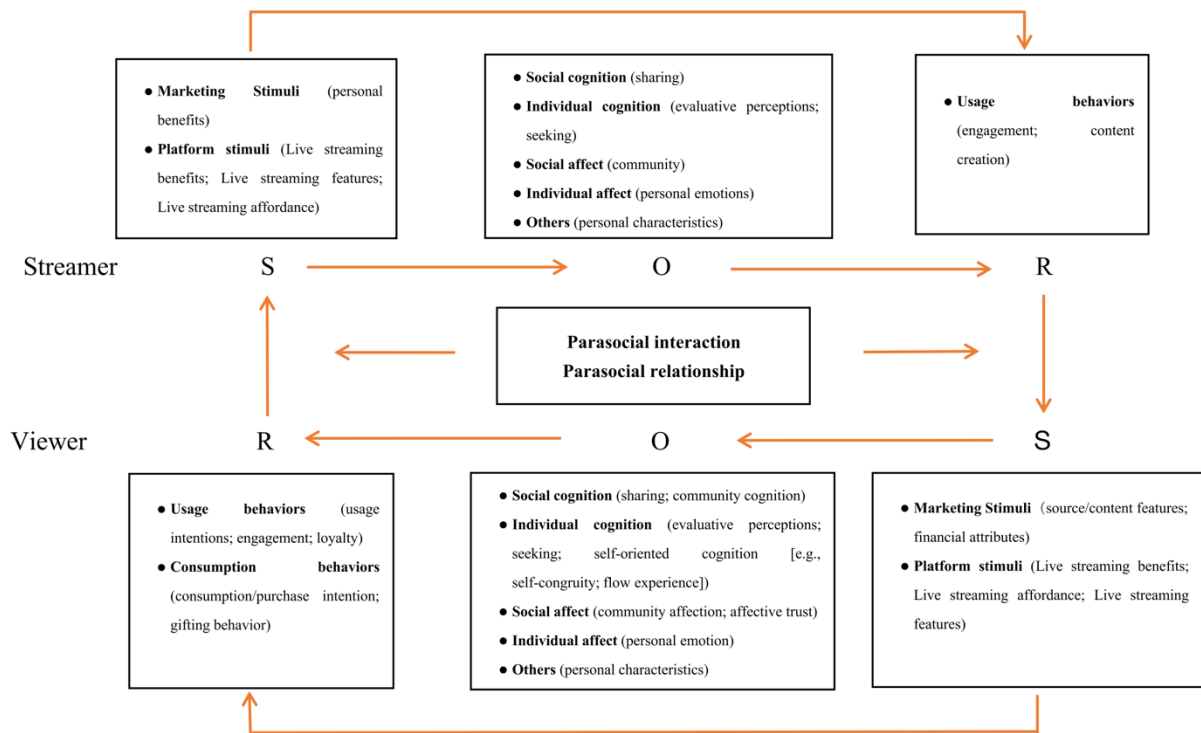 ● Marketing Stimuli (personal
benefits)
● Platform stimuli (Live streaming
benefits; Live streaming features;
Live streaming affordance)
● Social cognition (sharing)
● Individual cognition (evaluative perceptions;
seeking)
● Social affect (community)
● Individual affect (personal emotions)
● Others (personal characteristics)
● Usage behaviors
(engagement; content
creation)
Streamer S O R
Parasocial interaction
Parasocial relationship
Viewer R O S
● Usage behaviors (usage
intentions; engagement; loyalty)
● Consumption behaviors
(consumption/purchase intention;
gifting behavior)
● Social cognition (sharing; community cognition)
● Individual cognition (evaluative perceptions;
seeking; self-oriented cognition [e.g.,
self-congruity; flow experience])
● Social affect (community affection; affective trust)
● Individual affect (personal emotion)
● Others (personal characteristics)
● Marketing Stimuli（source/content features;
financial attributes)
● Platform stimuli (Live streaming benefits;
Live streaming affordance; Live streaming
features)